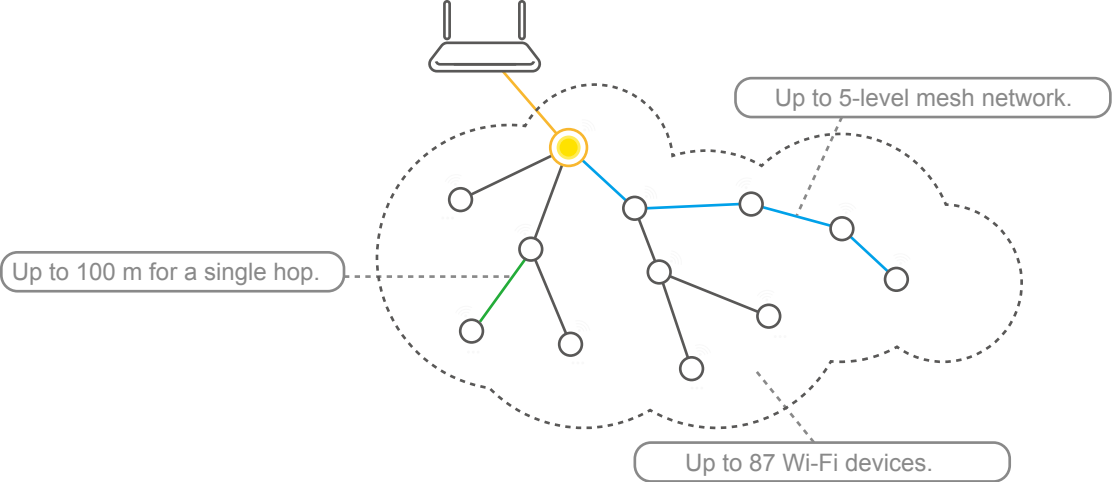 Up to 5-level mesh network.
Up to 100 m for a single hop.
Up to 87 Wi-Fi devices.